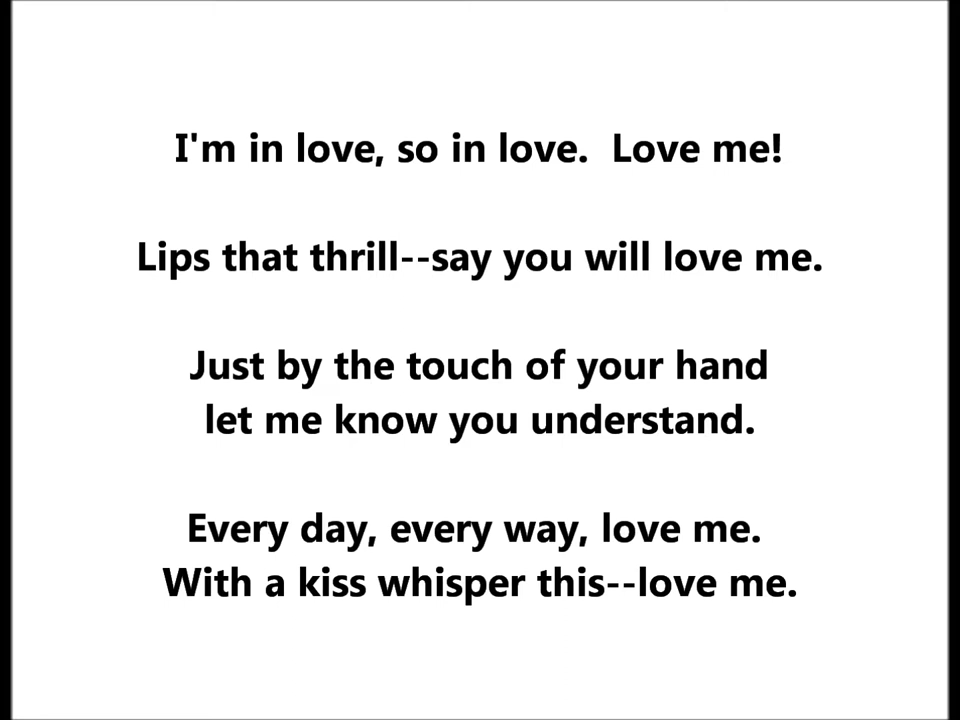 I'm in love, so in love.  Love me!
Lips that thrill--say you will love me.
Just by the touch of your hand
let me know you understand.
Every day, every way, love me.
With a kiss whisper this--love me.